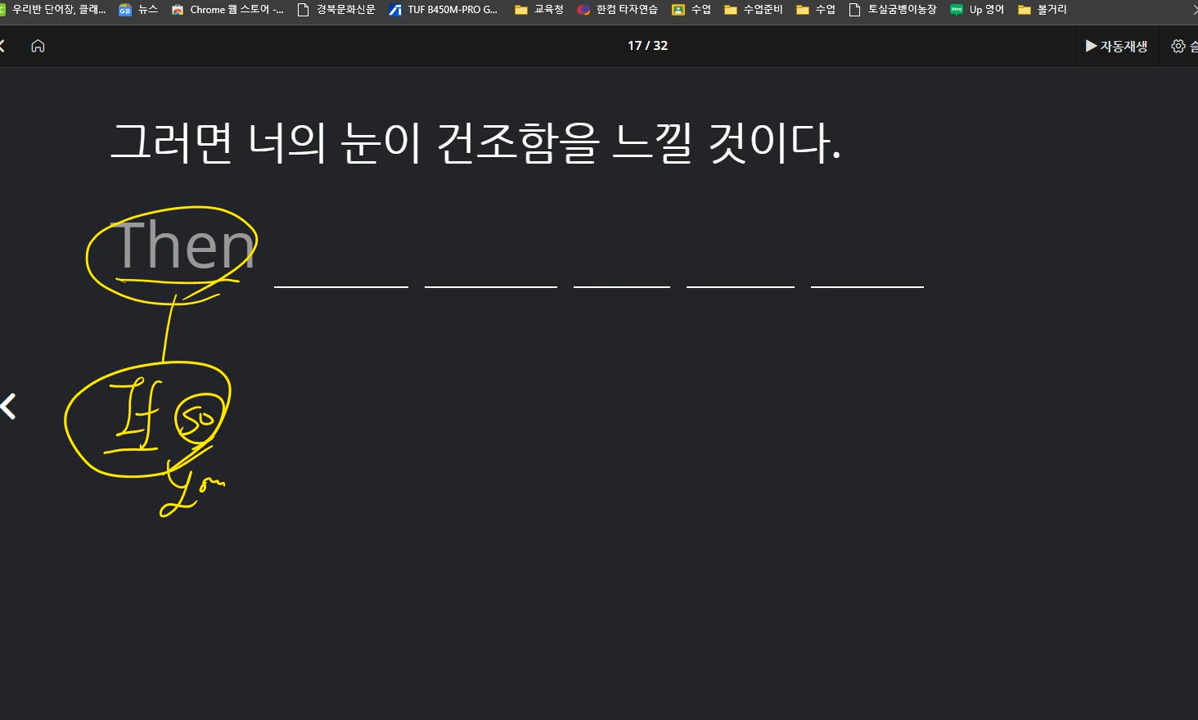 우리반 단어장, 클래... 뉴스 Chrome 웹 스토어 -... 경북문화신문 TUF B450M-PRO G... 교육청 한컴 타자연습 수업 수업준비 수업 토실굼벵이농장 Up 영어 볼거리
17 / 32 ▶ 자동재생 슬
그러면 너의 눈이 건조함을 느낄 것이다.
Then
If so
you